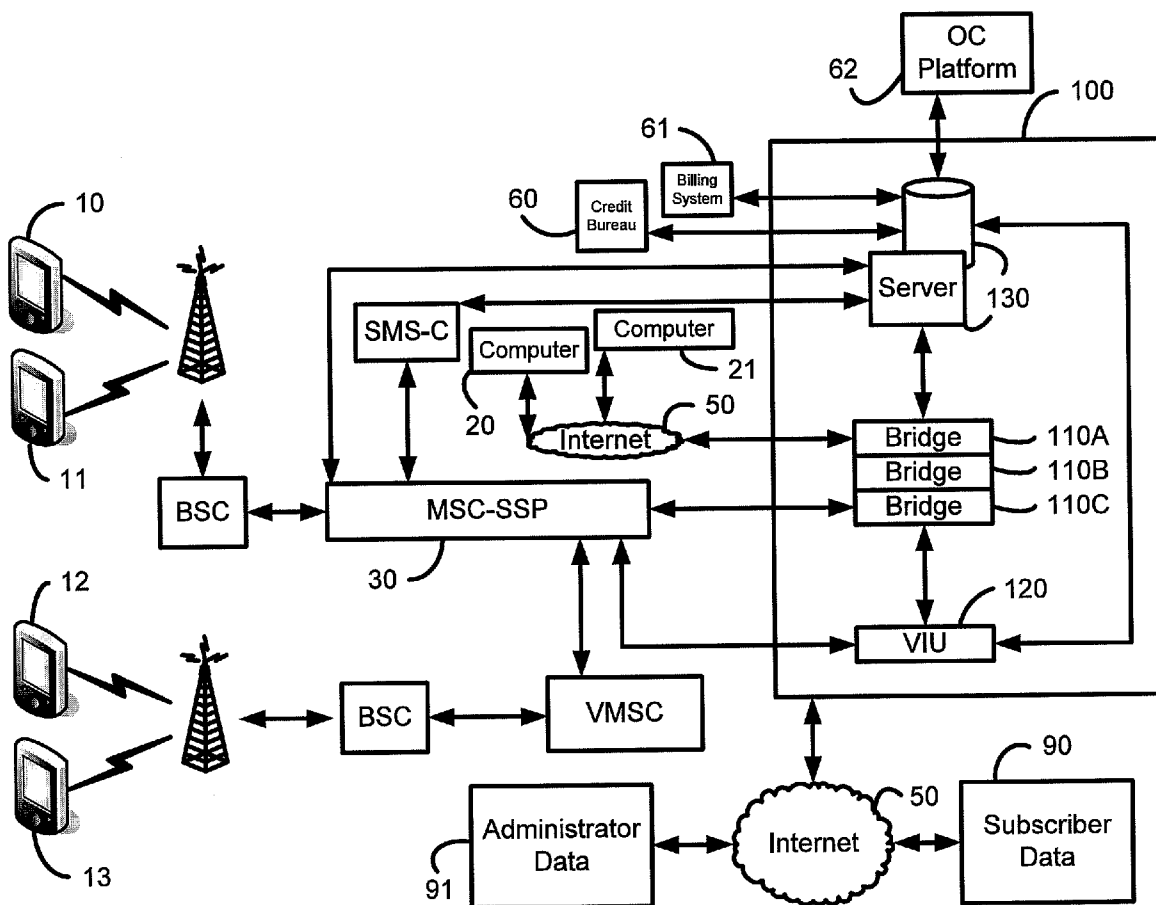 OC
Platform
62
100
61
Billing
System
60
Credit
Bureau
10
Server
130
SMS-C
Computer
Computer
20
21
50
Internet
Bridge
110A
Bridge
110B
Bridge
110C
11
BSC
MSC-SSP
30
12
120
VIU
BSC
VMSC
13
90
50
Administrator
Data
91
Internet
Subscriber
Data